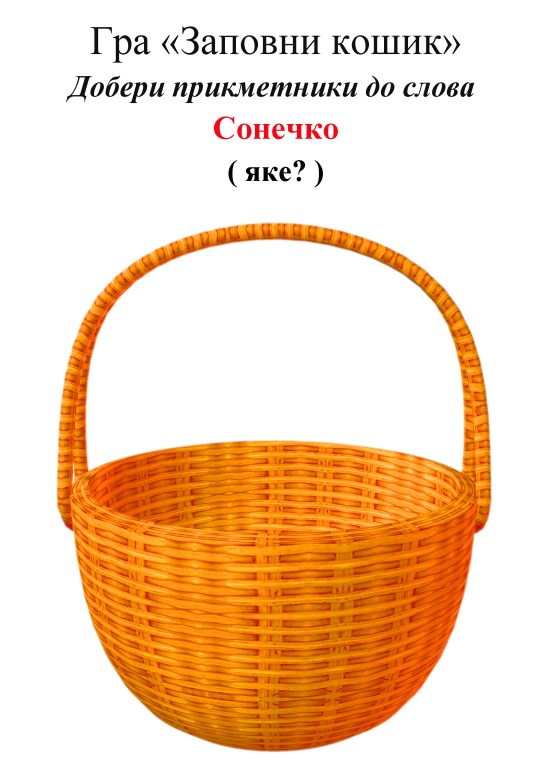 Гра «Заповни кошик»
Добери прикметники до слова
Сонечко
( яке? )